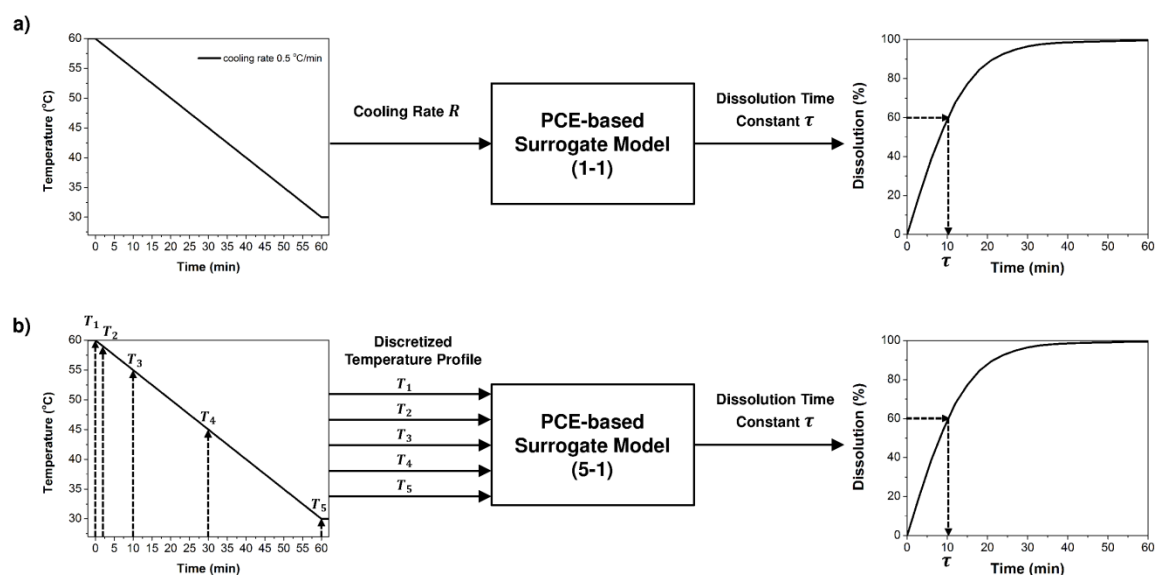 a)
60
55
50
45
40
35
30
Temperature (°C)
cooling rate 0.5 °C/min
0 5 10 15 20 25 30 35 40 45 50 55 60
Time (min)
Cooling Rate R
PCE-based
Surrogate Model
(1-1)
Dissolution Time
Constant τ
100
80
60
40
20
0
Dissolution (%)
0 10 20 30 40 50 60
τ
Time (min)
b)
T₁
T₂
T₃
T₄
T₅
60
55
50
45
40
35
30
Temperature (°C)
0 5 10 15 20 25 30 35 40 45 50 55 60
Time (min)
Discretized
Temperature Profile
T₁
T₂
T₃
T₄
T₅
PCE-based
Surrogate Model
(5-1)
Dissolution Time
Constant τ
100
80
60
40
20
0
Dissolution (%)
0 10 20 30 40 50 60
τ
Time (min)